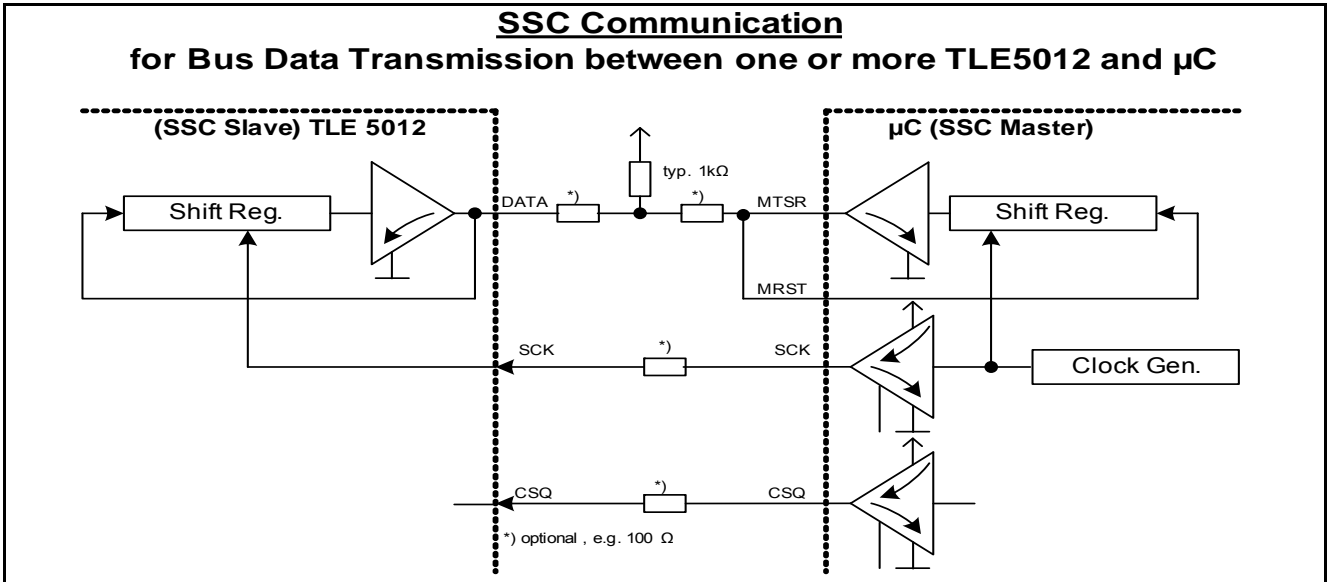 SSC Communication
for Bus Data Transmission between one or more TLE5012 and µC
(SSC Slave) TLE 5012
µC (SSC Master)
typ. 1kΩ
Shift Reg.
DATA
*)
*)
MTSR
Shift Reg.
MRST
SCK
*)
SCK
Clock Gen.
CSQ
*)
CSQ
*) optional , e.g. 100 Ω